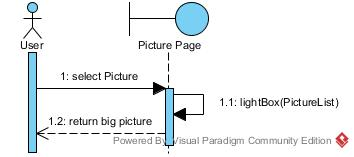 User
Picture Page
1: select Picture
1.1: lightBox(PictureList)
1.2: return big picture
Powered By Visual Paradigm Community Edition